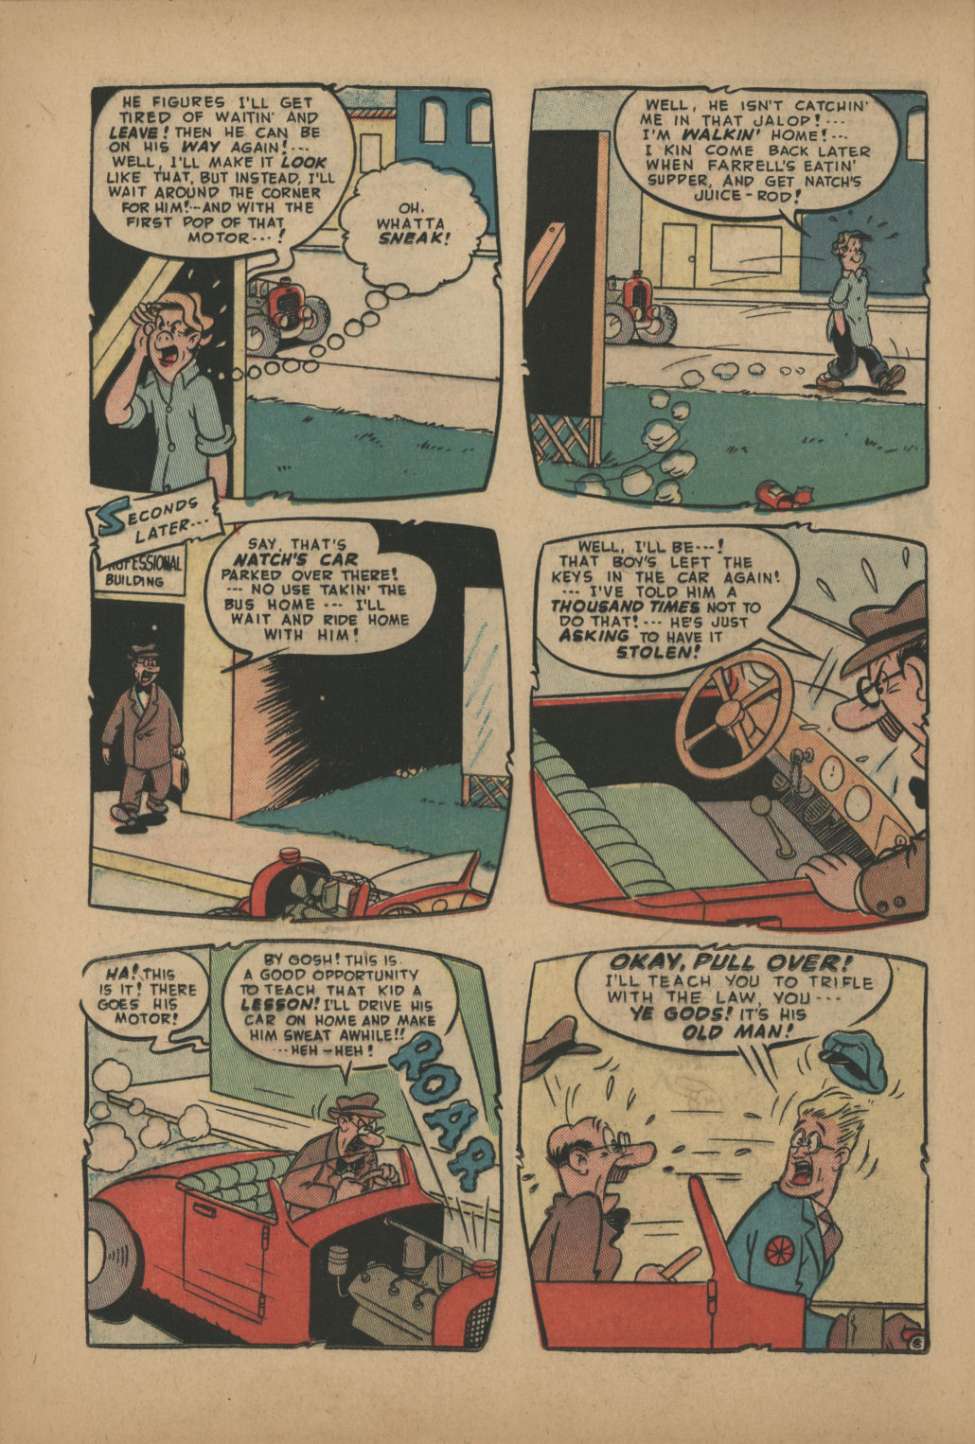 HE FIGURES I'LL GET
TIRED OF WAITIN' AND
LEAVE! THEN HE CAN BE
ON HIS WAY AGAIN!...
WELL, I'LL MAKE IT LOOK
LIKE THAT, BUT INSTEAD, I'LL
WAIT AROUND THE CORNER
FOR HIM!--AND WITH THE
FIRST POP OF THAT
MOTOR---!
OH,
WHATTA
SNEAK!
WELL, HE ISN'T CATCHIN'
ME IN THAT JALOP!---
I'M WALKIN' HOME!---
I KIN COME BACK LATER
WHEN FARRELL'S EATIN'
SUPPER, AND GET NATCH'S
JUICE-ROD!
SECONDS
LATER---
PROFESSIONAL
BUILDING
SAY, THAT'S
NATCH'S CAR
PARKED OVER THERE!
--- NO USE TAKIN' THE
BUS HOME --- I'LL
WAIT AND RIDE HOME
WITH HIM!
WELL, I'LL BE---!
THAT BOY'S LEFT THE
KEYS IN THE CAR AGAIN!
... I'VE TOLD HIM A
THOUSAND TIMES NOT TO
DO THAT!--- HE'S JUST
ASKING TO HAVE IT
STOLEN!
HA! THIS
IS IT! THERE
GOES HIS
MOTOR!
BY GOSH! THIS IS
A GOOD OPPORTUNITY
TO TEACH THAT KID A
LESSON! I'LL DRIVE HIS
CAR ON HOME AND MAKE
HIM SWEAT AWHILE!!
...HEH-HEH!
ROAR
ROAR
OKAY, PULL OVER!
I'LL TEACH YOU TO TRIFLE
WITH THE LAW, YOU---
YE GODS! IT'S HIS
OLD MAN!